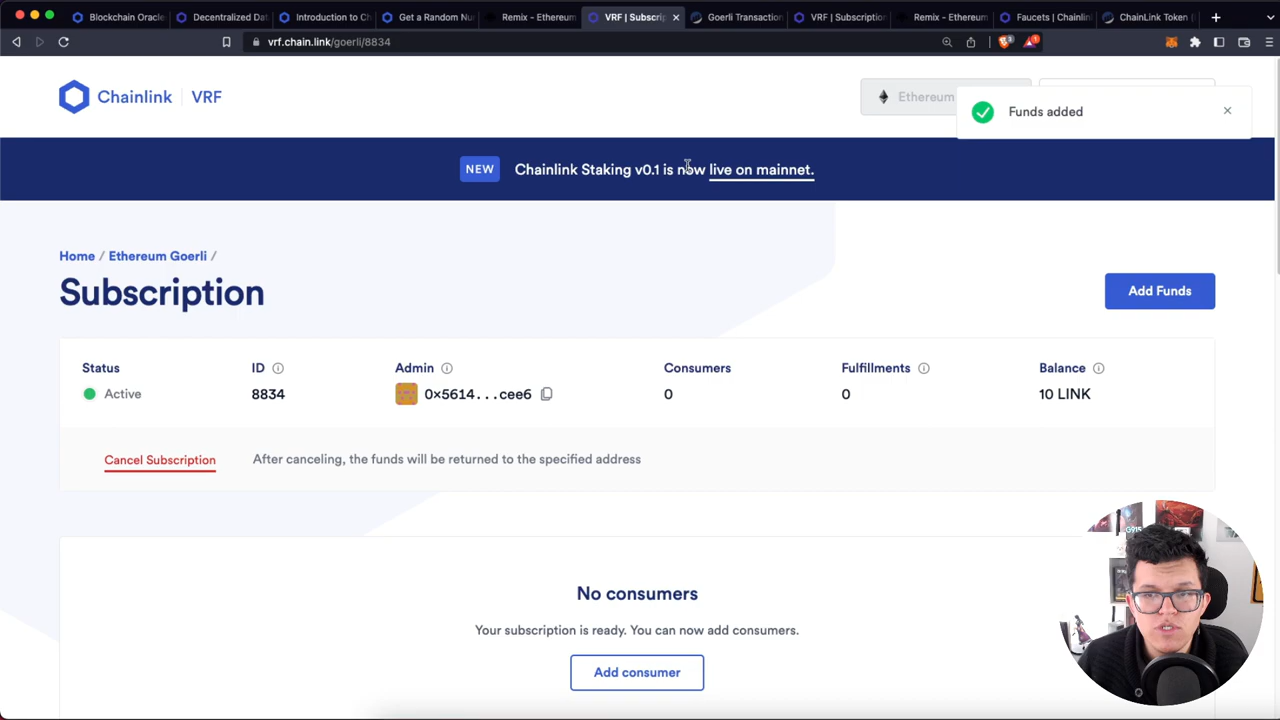 Blockchain Oracle
Decentralized Dat
Introduction to Ch
Get a Random Nu
Remix - Ethereum
VRF | Subscrip
Goerli Transaction
VRF | Subscription
Remix - Ethereum
Faucets | Chainlin
ChainLink Token (
vrf.chain.link/goerli/8834
Chainlink VRF
Ethereum
Funds added
NEW Chainlink Staking v0.1 is now live on mainnet.
Home / Ethereum Goerli /
Subscription
Add Funds
Status ID Admin Consumers Fulfillments Balance
Active 8834 0x5614...cee6 0 0 10 LINK
Cancel Subscription After canceling, the funds will be returned to the specified address
No consumers
Your subscription is ready. You can now add consumers.
Add consumer